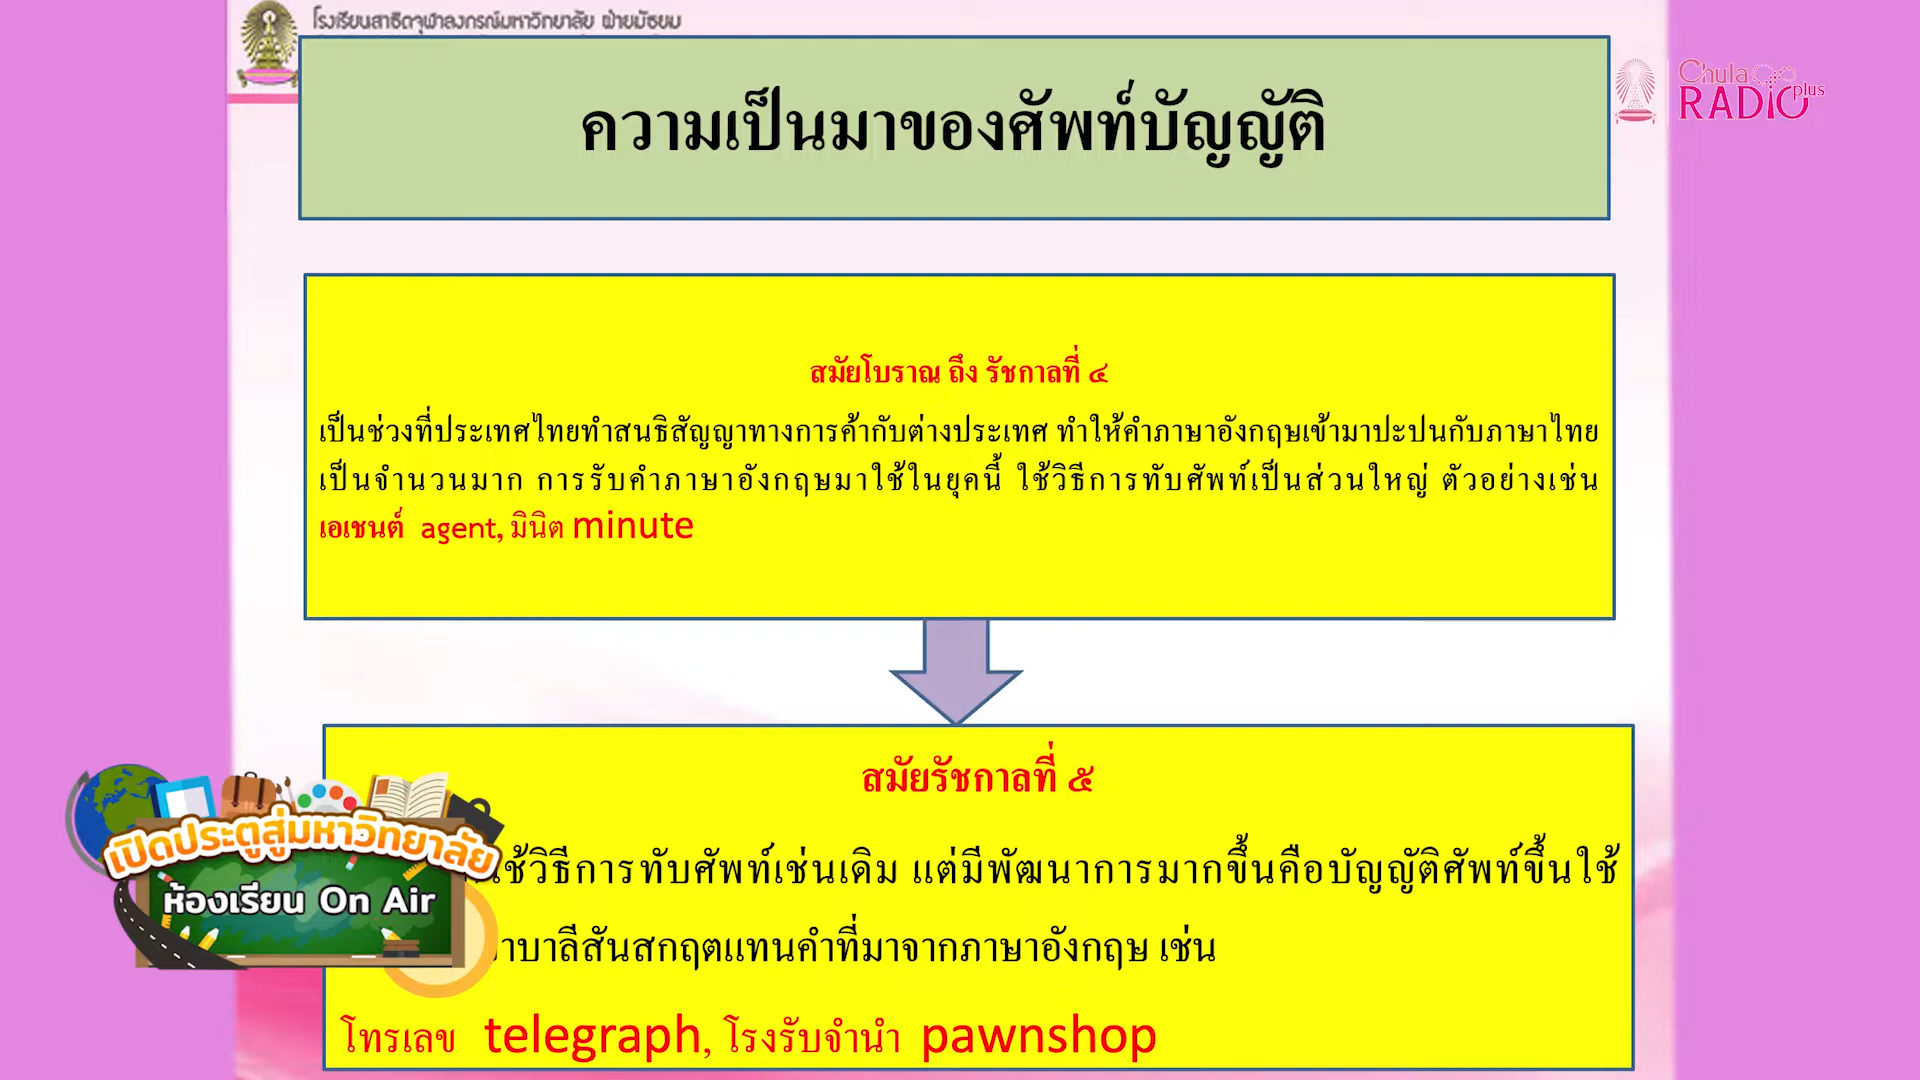 โรงเรียนสาธิตจุฬาลงกรณ์มหาวิทยาลัย ฝ่ายมัธยม
Chula
RADIO plus
ความเป็นมาของศัพท์บัญญัติ
สมัยโบราณ ถึง รัชกาลที่ ๔
เป็นช่วงที่ประเทศไทยทำสนธิสัญญาทางการค้ากับต่างประเทศ ทำให้คำภาษาอังกฤษเข้ามาปะปนกับภาษาไทย
เป็นจำนวนมาก การรับคำภาษาอังกฤษมาใช้ในยุคนี้ ใช้วิธีการทับศัพท์เป็นส่วนใหญ่ ตัวอย่างเช่น
เอเชนต์ agent, มินิต minute
สมัยรัชกาลที่ ๕
วิธีการทับศัพท์เช่นเดิม แต่มีพัฒนาการมากขึ้นคือบัญญัติศัพท์ขึ้นใช้
บาลีสันสกฤตแทนคำที่มาจากภาษาอังกฤษ เช่น
โทรเลข telegraph, โรงรับจำนำ pawnshop
เปิดประตูสู่มหาวิทยาลัย
ห้องเรียน On Air